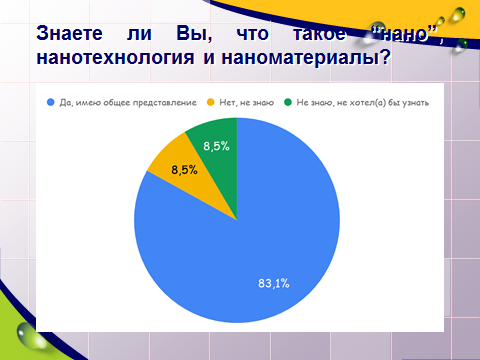 Знаете ли Вы, что такое “нано”,
нанотехнология и наноматериалы?
Да, имею общее представление Нет, не знаю Не знаю, не хотел(а) бы узнать
8,5%
8,5%
83,1%